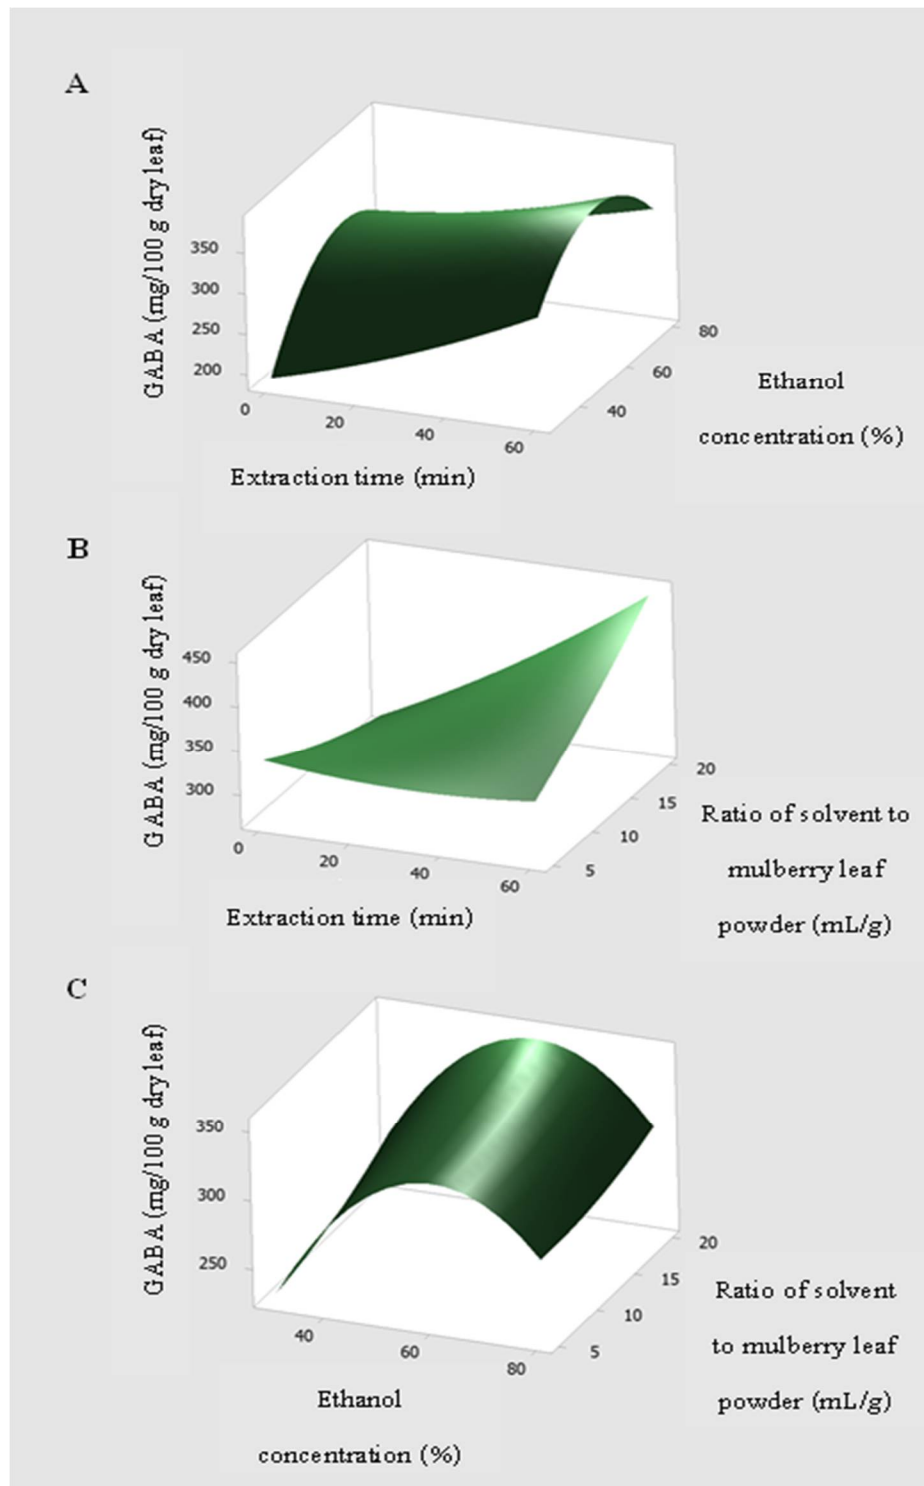 A
GABA (mg/100 g dry leaf)
350
300
250
200
0
20
40
60
40
60
80
Extraction time (min)
Ethanol
concentration (%)
B
GABA (mg/100 g dry leaf)
450
400
350
300
0
20
40
60
5
10
15
20
Extraction time (min)
Ratio of solvent to
mulberry leaf
powder (mL/g)
C
GABA (mg/100 g dry leaf)
350
300
250
40
60
80
5
10
15
20
Ethanol
concentration (%)
Ratio of solvent
to mulberry leaf
powder (mL/g)